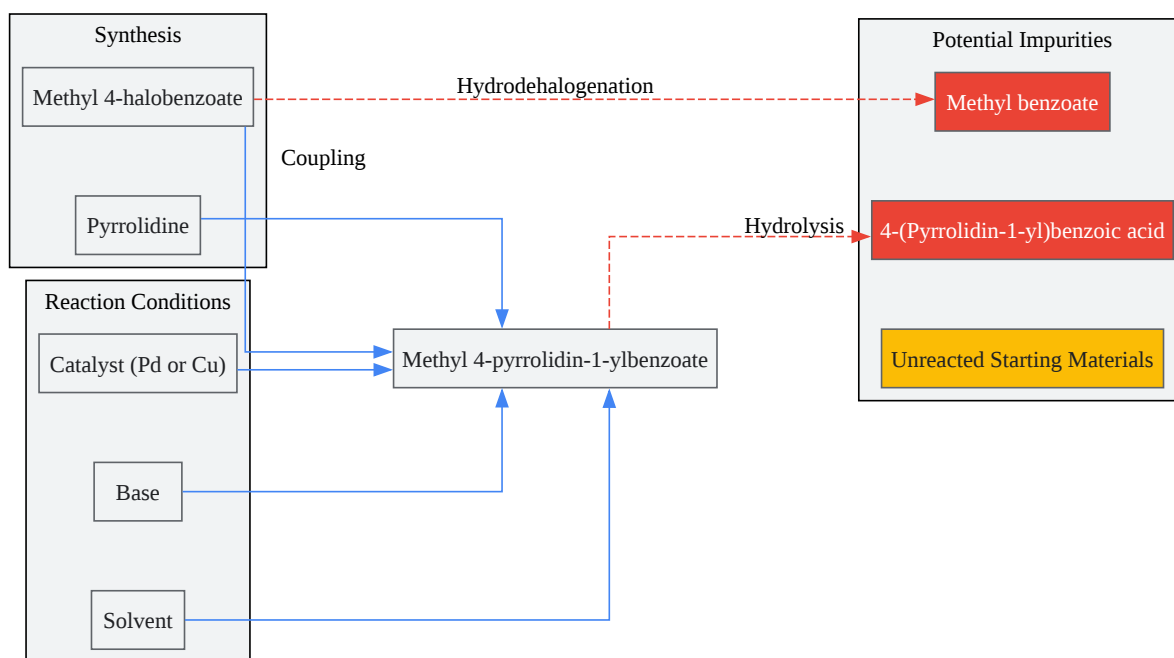 Synthesis
Methyl 4-halobenzoate
Pyrrolidine
Coupling
Hydrodehalogenation
Reaction Conditions
Catalyst (Pd or Cu)
Base
Solvent
Methyl 4-pyrrolidin-1-ylbenzoate
Hydrolysis
Potential Impurities
Methyl benzoate
4-(Pyrrolidin-1-yl)benzoic acid
Unreacted Starting Materials